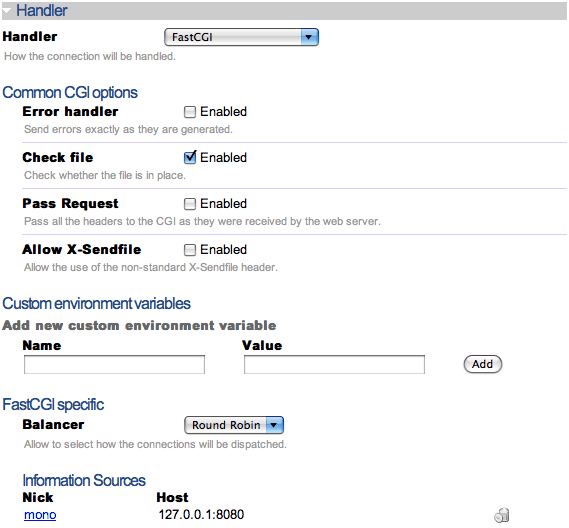 Handler
Handler FastCGI
How the connection will be handled.
Common CGI options
Error handler Enabled
Send errors exactly as they are generated.
Check file Enabled
Check whether the file is in place.
Pass Request Enabled
Pass all the headers to the CGI as they were received by the web server.
Allow X-Sendfile Enabled
Allow the use of the non-standard X-Sendfile header.
Custom environment variables
Add new custom environment variable
Name Value
Add
FastCGI specific
Balancer Round Robin
Allow to select how the connections will be dispatched.
Information Sources
Nick Host
mono 127.0.0.1:8080